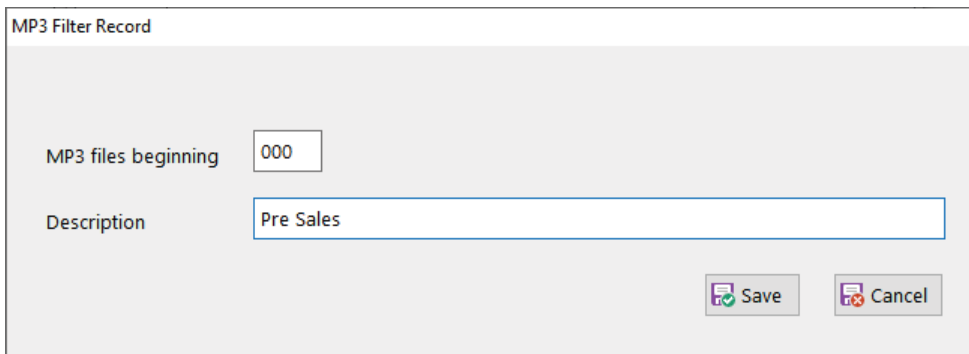 MP3 Filter Record
MP3 files beginning 000
Description Pre Sales
Save Cancel